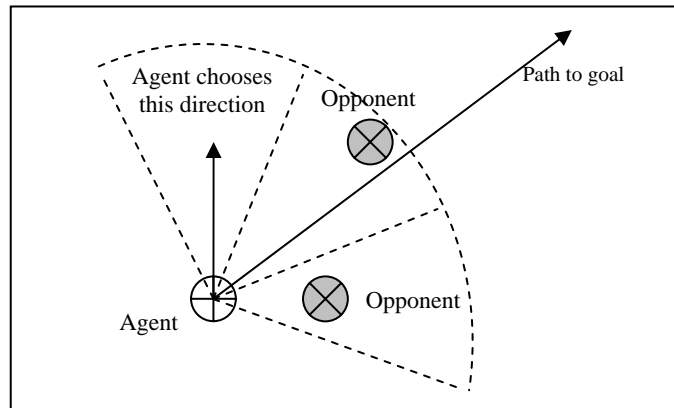 Agent chooses
this direction
Path to goal
Opponent
Opponent
Agent